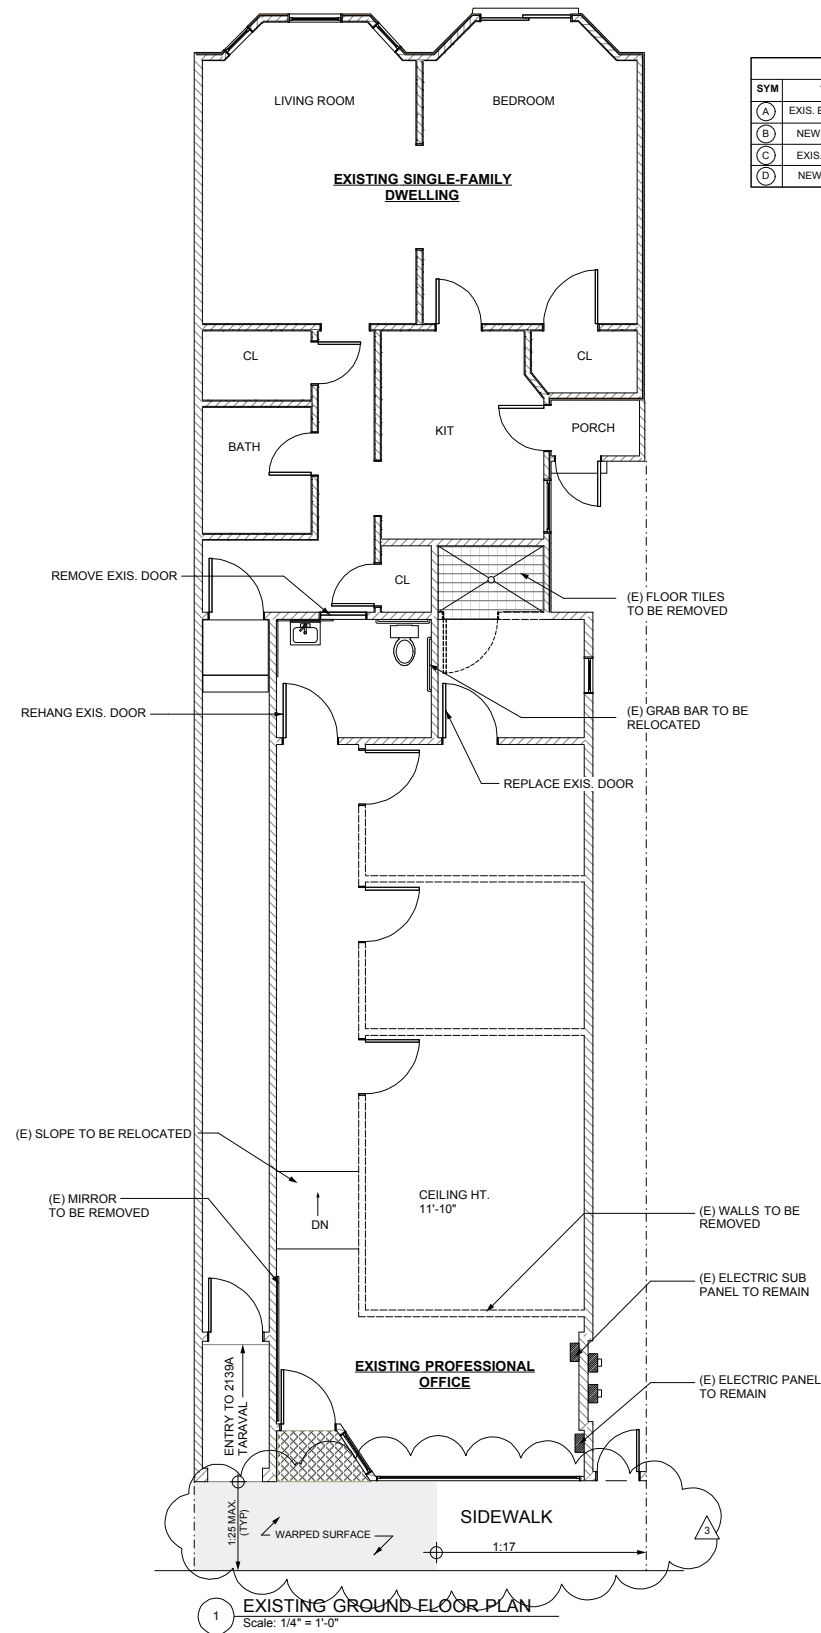 LIVING ROOM
BEDROOM
EXISTING SINGLE-FAMILY
DWELLING
SYM
A
EXIS.
B
NEW
C
EXIS.
D
NEW
CL
CL
BATH
KIT
PORCH
CL
REMOVE EXIS. DOOR
(E) FLOOR TILES
TO BE REMOVED
REHANG EXIS. DOOR
(E) GRAB BAR TO BE
RELOCATED
REPLACE EXIS. DOOR
(E) SLOPE TO BE RELOCATED
(E) MIRROR
TO BE REMOVED
DN
CEILING HT.
11'-10"
(E) WALLS TO BE
REMOVED
(E) ELECTRIC SUB
PANEL TO REMAIN
EXISTING PROFESSIONAL
OFFICE
(E) ELECTRIC PANEL
TO REMAIN
ENTRY TO 2139A
TARAVAL
1:25 MAX.
(TYP)
WARPED SURFACE
SIDEWALK
1:17
3
1
EXISTING GROUND FLOOR PLAN
Scale: 1/4" = 1'-0"